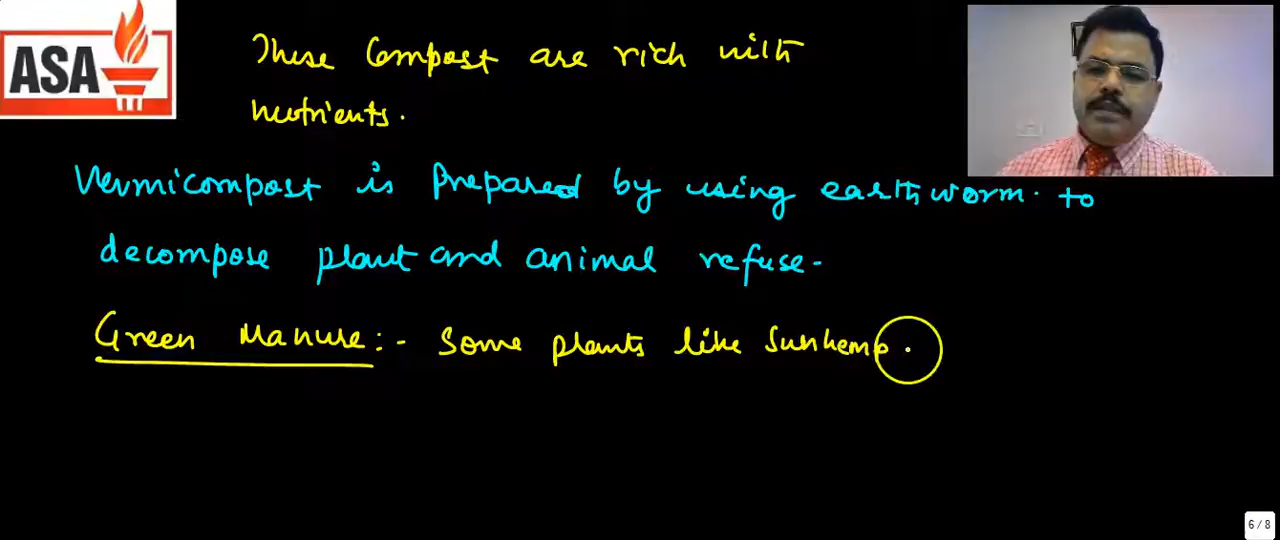 ASA
These Compost are rich with
nutrients.
Vermicompost is prepared by using earthworm. to
decompose plant and animal refuse.
Green Manure :- Some plants like Sunhemp.
6 / 8